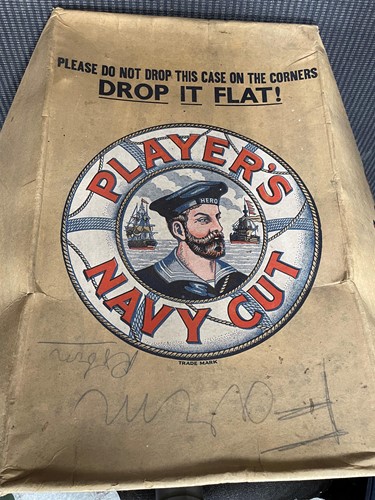 PLEASE DO NOT DROP THIS CASE ON THE CORNERS
DROP IT FLAT!
PLAYER'S
HERO
NAVY CUT
TRADE MARK